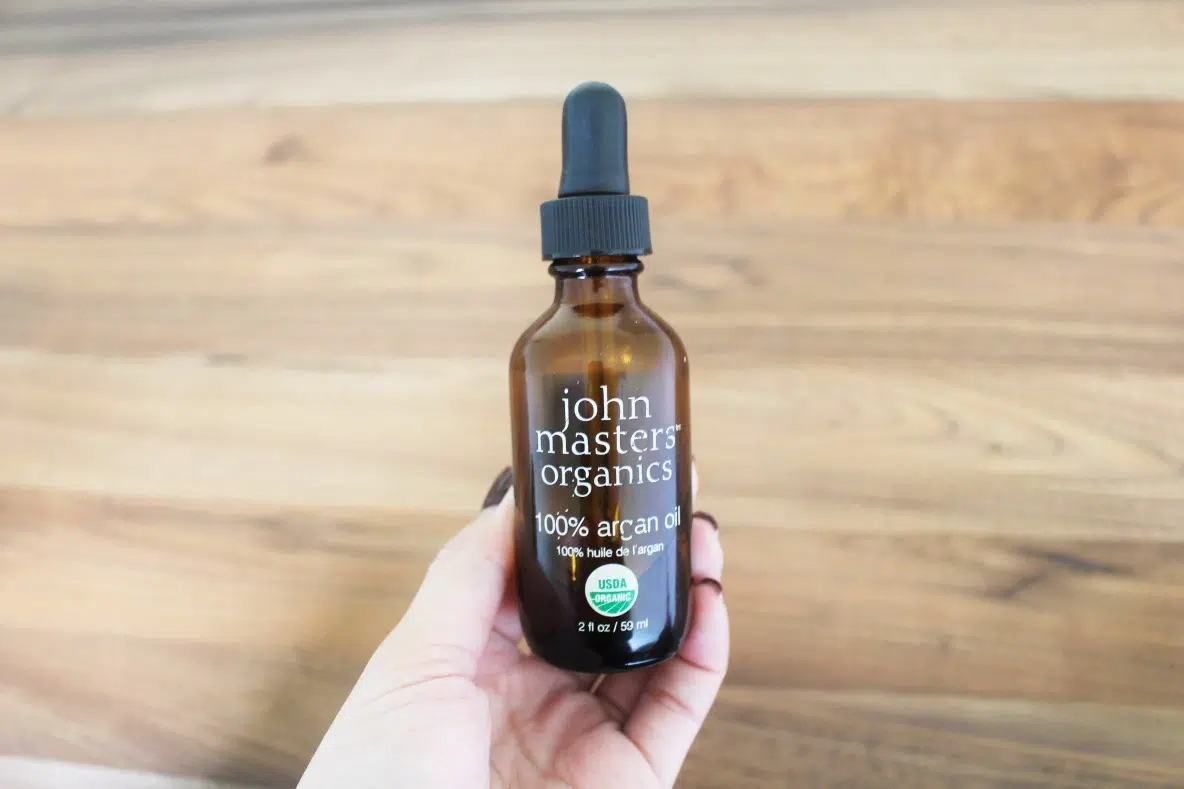 john
masters™
organics
100% argan oil
100% huile de l'argan
USDA
ORGANIC
2 fl oz / 59 ml